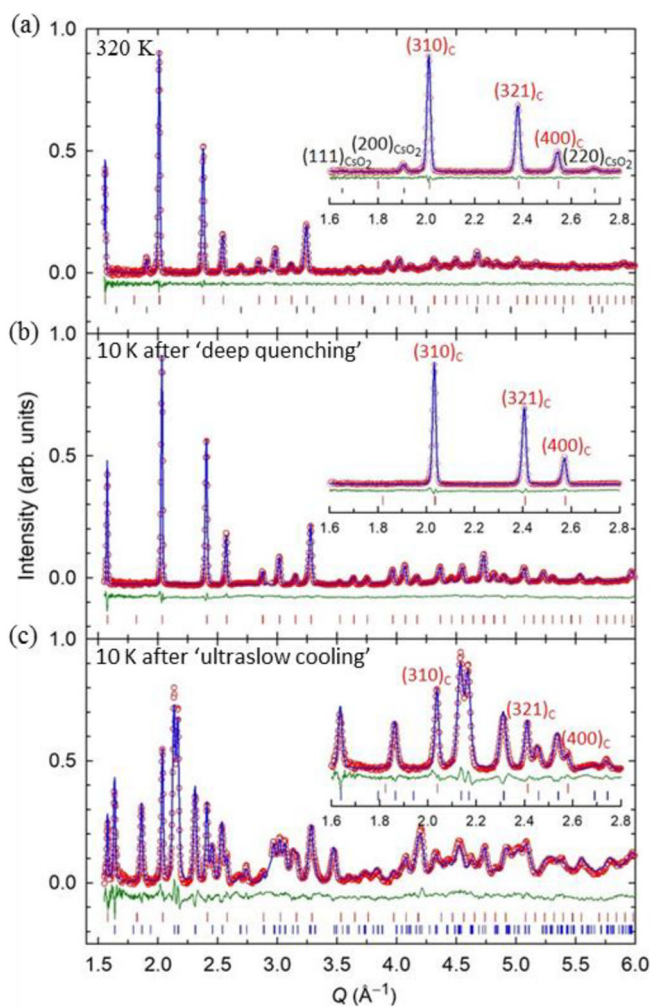 (a)
320 K
1.0
0.5
0.0
(310)C
(321)C
(400)C
(111)CsO2
(200)CsO2
(220)CsO2
1.6 1.8 2.0 2.2 2.4 2.6 2.8
(b)
10 K after ‘deep quenching’
1.0
0.5
0.0
(310)C
(321)C
(400)C
1.6 1.8 2.0 2.2 2.4 2.6 2.8
Intensity (arb. units)
(c)
10 K after ‘ultraslow cooling’
1.0
0.5
0.0
(310)C
(321)C
(400)C
1.6 1.8 2.0 2.2 2.4 2.6 2.8
1.5 2.0 2.5 3.0 3.5 4.0 4.5 5.0 5.5 6.0
Q (Å⁻¹)